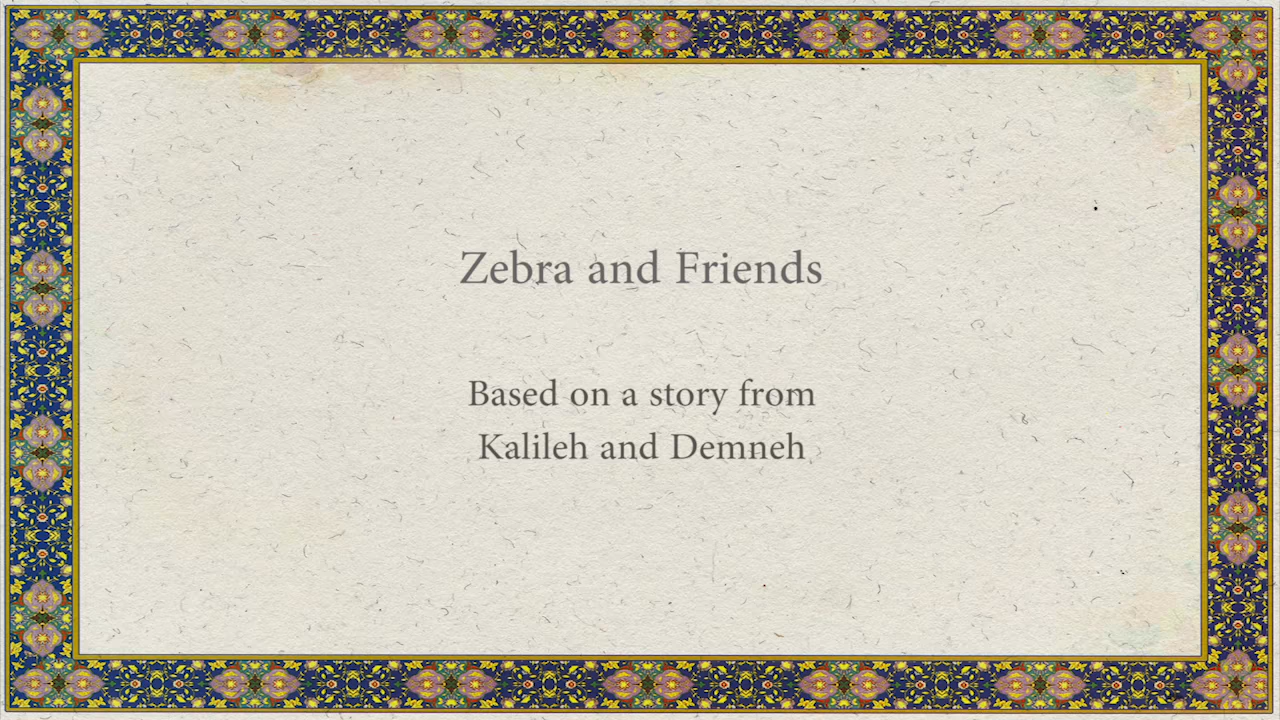 Zebra and Friends
Based on a story from
Kalileh and Demneh